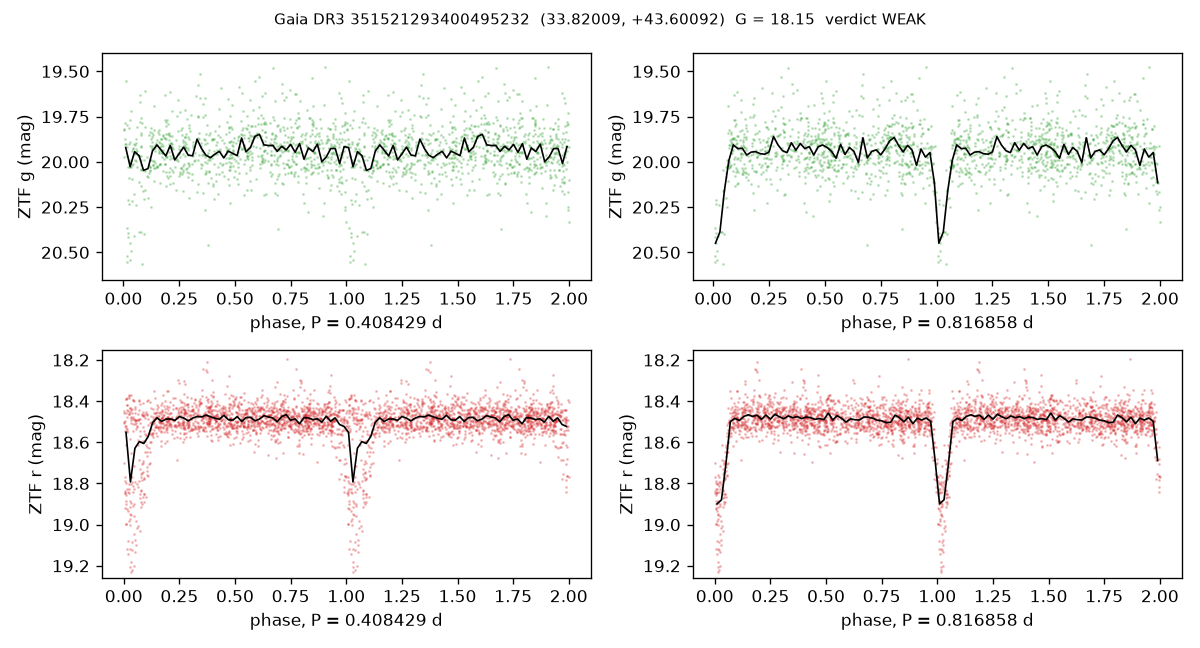 Gaia DR3 351521293400495232 (33.82009, +43.60092) G = 18.15 verdict WEAK
ZTF g (mag)
19.50
19.75
20.00
20.25
20.50
0.00 0.25 0.50 0.75 1.00 1.25 1.50 1.75 2.00
phase, P = 0.408429 d
ZTF g (mag)
19.50
19.75
20.00
20.25
20.50
0.00 0.25 0.50 0.75 1.00 1.25 1.50 1.75 2.00
phase, P = 0.816858 d
ZTF r (mag)
18.2
18.4
18.6
18.8
19.0
19.2
0.00 0.25 0.50 0.75 1.00 1.25 1.50 1.75 2.00
phase, P = 0.408429 d
ZTF r (mag)
18.2
18.4
18.6
18.8
19.0
19.2
0.00 0.25 0.50 0.75 1.00 1.25 1.50 1.75 2.00
phase, P = 0.816858 d